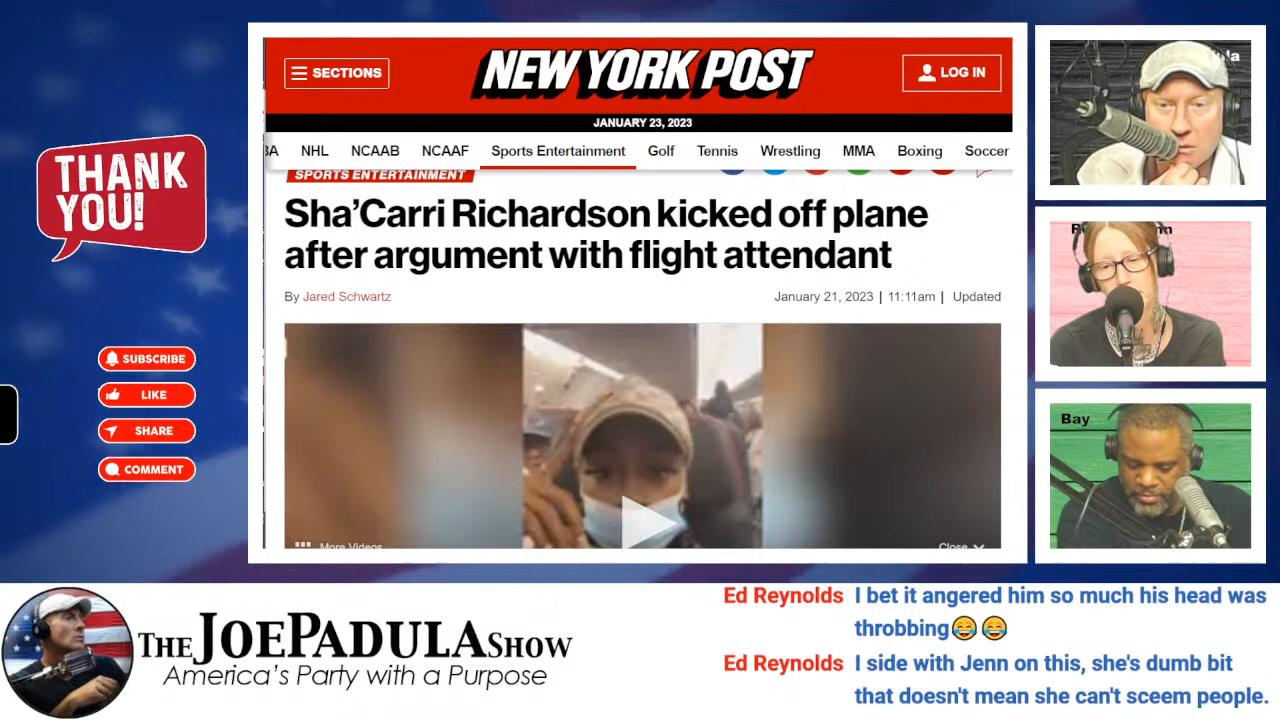 THANK
YOU!
SUBSCRIBE
LIKE
SHARE
COMMENT
SECTIONS
NEW YORK POST
LOG IN
JANUARY 23, 2023
NHL NCAAB NCAAF Sports Entertainment Golf Tennis Wrestling MMA Boxing Soccer
SPORTS ENTERTAINMENT
Sha’Carri Richardson kicked off plane
after argument with flight attendant
By Jared Schwartz
January 21, 2023 | 11:11am | Updated
More Videos
Close
Bay
THE JOEPADULA SHOW
America's Party with a Purpose
Ed Reynolds I bet it angered him so much his head was
throbbing😂😂
Ed Reynolds I side with Jenn on this, she's dumb bit
that doesn't mean she can't sceem people.